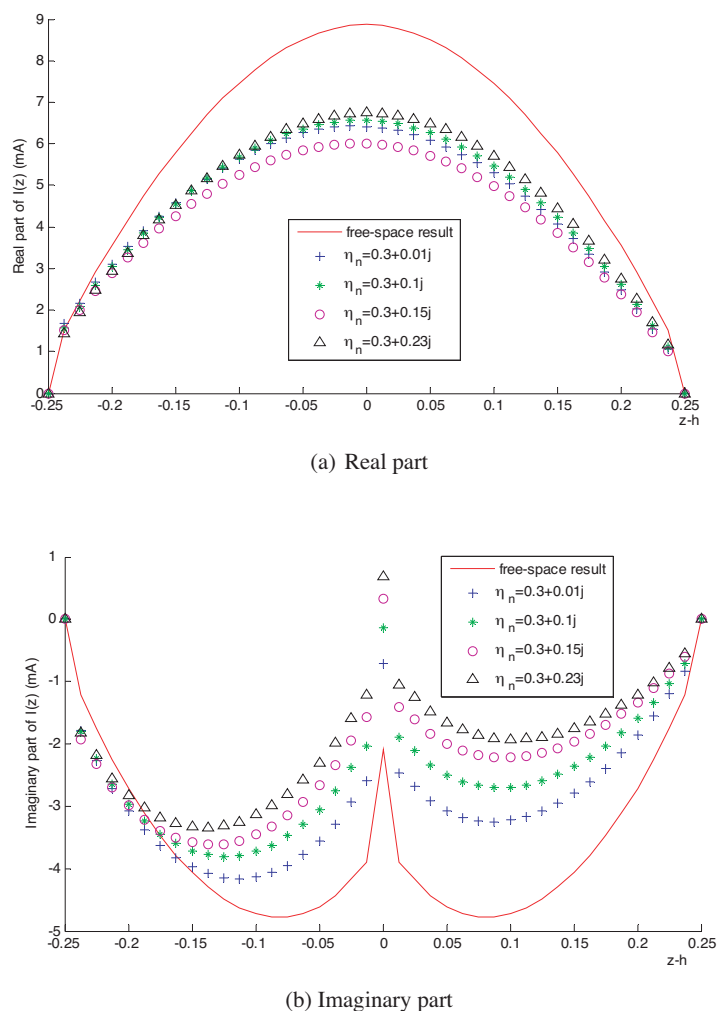 9
8
7
6
5
4
3
2
1
0
Real part of I(z) (mA)
free-space result
η_n=0.3+0.01j
η_n=0.3+0.1j
η_n=0.3+0.15j
η_n=0.3+0.23j
-0.25 -0.2 -0.15 -0.1 -0.05 0 0.05 0.1 0.15 0.2 0.25
z-h
(a) Real part
1
0
-1
-2
-3
-4
-5
Imaginary part of I(z) (mA)
free-space result
η_n=0.3+0.01j
η_n=0.3+0.1j
η_n=0.3+0.15j
η_n=0.3+0.23j
-0.25 -0.2 -0.15 -0.1 -0.05 0 0.05 0.1 0.15 0.2 0.25
z-h
(b) Imaginary part